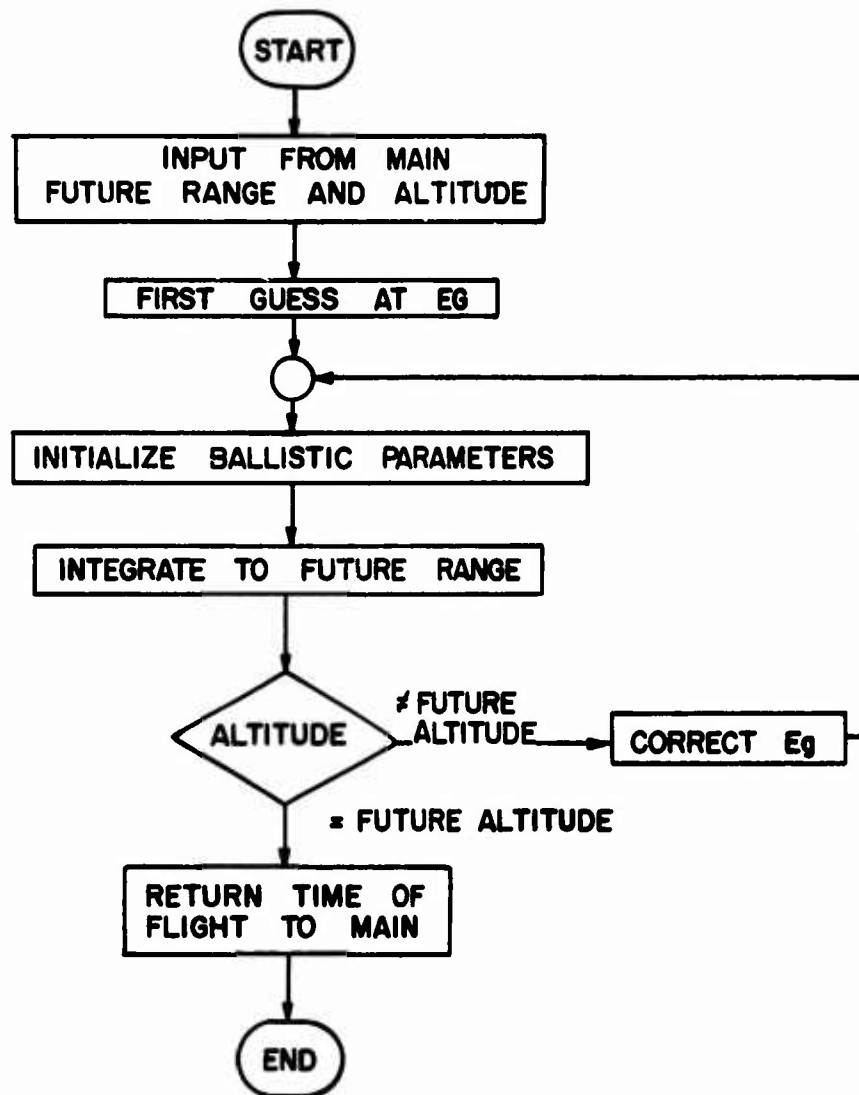 START
INPUT FROM MAIN
FUTURE RANGE AND ALTITUDE
FIRST GUESS AT EG
INITIALIZE BALLISTIC PARAMETERS
INTEGRATE TO FUTURE RANGE
ALTITUDE
≠ FUTURE
ALTITUDE
CORRECT Eg
= FUTURE ALTITUDE
RETURN TIME OF
FLIGHT TO MAIN
END